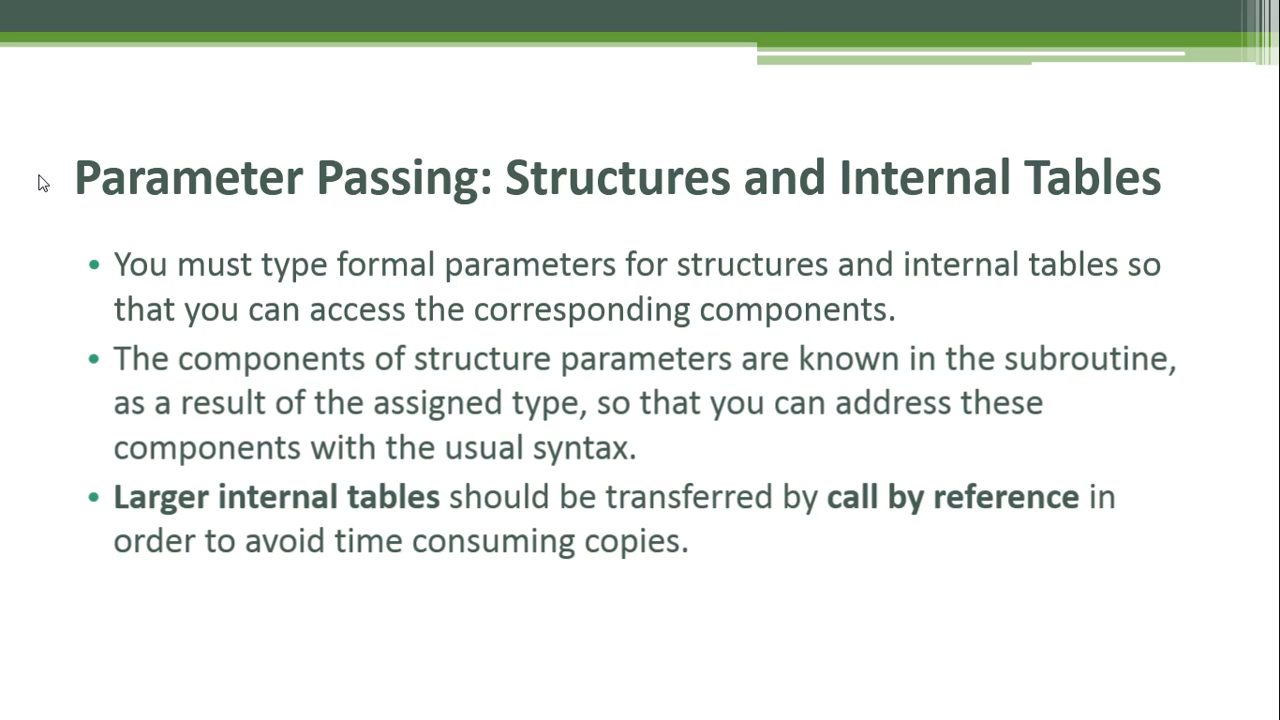 Parameter Passing: Structures and Internal Tables
• You must type formal parameters for structures and internal tables so
that you can access the corresponding components.
• The components of structure parameters are known in the subroutine,
as a result of the assigned type, so that you can address these
components with the usual syntax.
• Larger internal tables should be transferred by call by reference in
order to avoid time consuming copies.